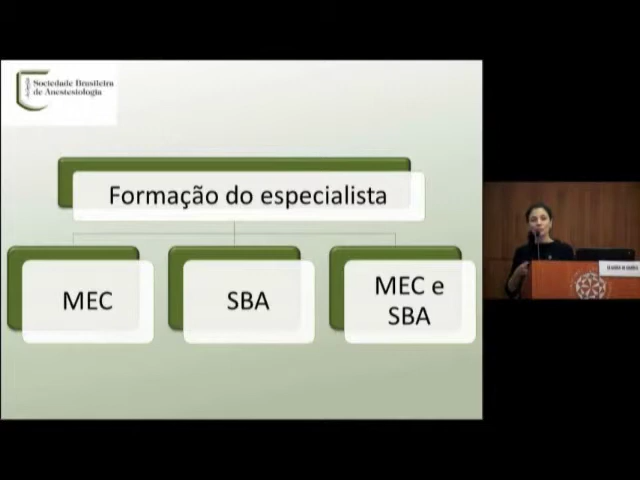 Sociedade Brasileira
de Anestesiologia
Formação do especialista
MEC
SBA
MEC e
SBA